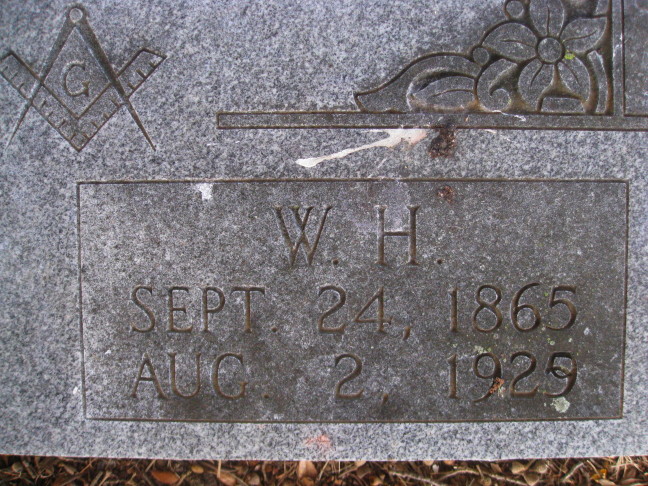 G
W. H.
SEPT. 24, 1865
AUG. 2, 1929